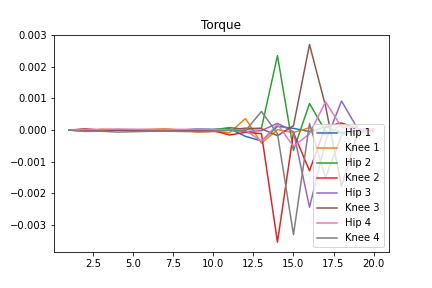 Torque
0.003
0.002
0.001
0.000
−0.001
−0.002
−0.003
2.5 5.0 7.5 10.0 12.5 15.0 17.5 20.0
Hip 1
Knee 1
Hip 2
Knee 2
Hip 3
Knee 3
Hip 4
Knee 4